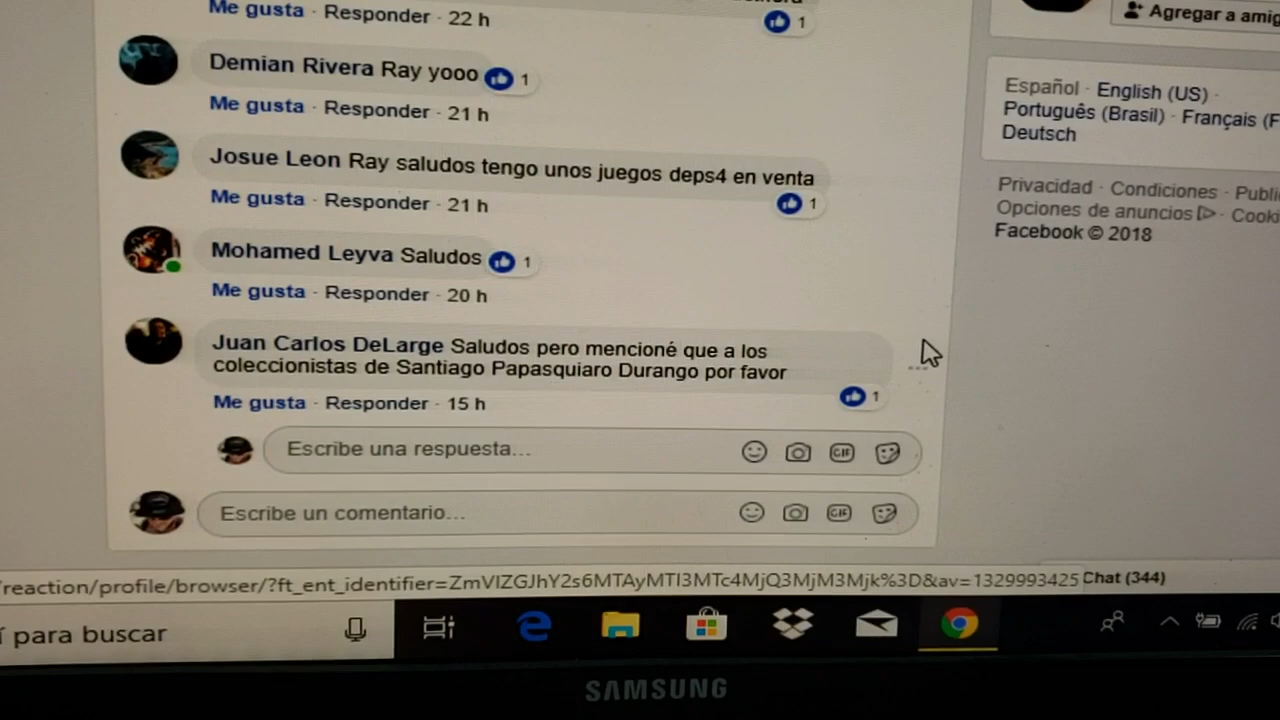 Me gusta · Responder · 22 h
1
Agregar a amig
Demian Rivera Ray yooo 1
Me gusta · Responder · 21 h
Josue Leon Ray saludos tengo unos juegos deps4 en venta
1
Me gusta · Responder · 21 h
Mohamed Leyva Saludos 1
Me gusta · Responder · 20 h
Juan Carlos DeLarge Saludos pero mencioné que a los
coleccionistas de Santiago Papasquiaro Durango por favor
1
Me gusta · Responder · 15 h
Escribe una respuesta...
GIF
Escribe un comentario...
GIF
Español · English (US) ·
Português (Brasil) · Français (F
Deutsch
Privacidad · Condiciones · Publi
Opciones de anuncios · Cook
Facebook © 2018
/reaction/profile/browser/?ft_ent_identifier=ZmVlZGJhY2s6MTAyMTI3MTc4MjQ3MjM3Mjk%3D&av=1329993425
Chat (344)
í para buscar
SAMSUNG